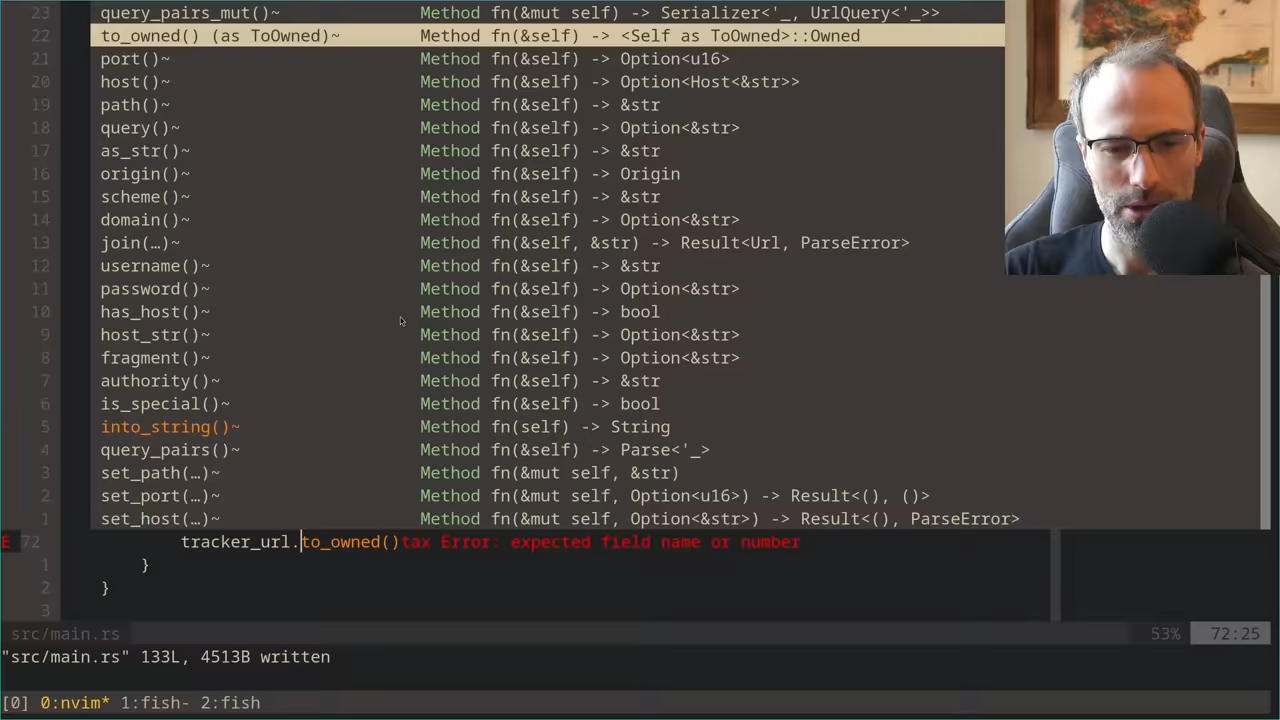 23 query_pairs_mut()~ Method fn(&mut self) -> Serializer<'_, UrlQuery<'_>>
22 to_owned() (as ToOwned)~ Method fn(&self) -> <Self as ToOwned>::Owned
21 port()~ Method fn(&self) -> Option<u16>
20 host()~ Method fn(&self) -> Option<Host<&str>>
19 path()~ Method fn(&self) -> &str
18 query()~ Method fn(&self) -> Option<&str>
17 as_str()~ Method fn(&self) -> &str
16 origin()~ Method fn(&self) -> Origin
15 scheme()~ Method fn(&self) -> &str
14 domain()~ Method fn(&self) -> Option<&str>
13 join(…)~ Method fn(&self, &str) -> Result<Url, ParseError>
12 username()~ Method fn(&self) -> &str
11 password()~ Method fn(&self) -> Option<&str>
10 has_host()~ Method fn(&self) -> bool
9 host_str()~ Method fn(&self) -> Option<&str>
8 fragment()~ Method fn(&self) -> Option<&str>
7 authority()~ Method fn(&self) -> &str
6 is_special()~ Method fn(&self) -> bool
5 into_string()~ Method fn(self) -> String
4 query_pairs()~ Method fn(&self) -> Parse<'_>
3 set_path(…)~ Method fn(&mut self, &str)
2 set_port(…)~ Method fn(&mut self, Option<u16>) -> Result<(), ()>
1 set_host(…)~ Method fn(&mut self, Option<&str>) -> Result<(), ParseError>
E 72 tracker_url.to_owned()tax Error: expected field name or number
1 }
2 }
3
src/main.rs 53% 72:25
"src/main.rs" 133L, 4513B written
[0] 0:nvim* 1:fish- 2:fish